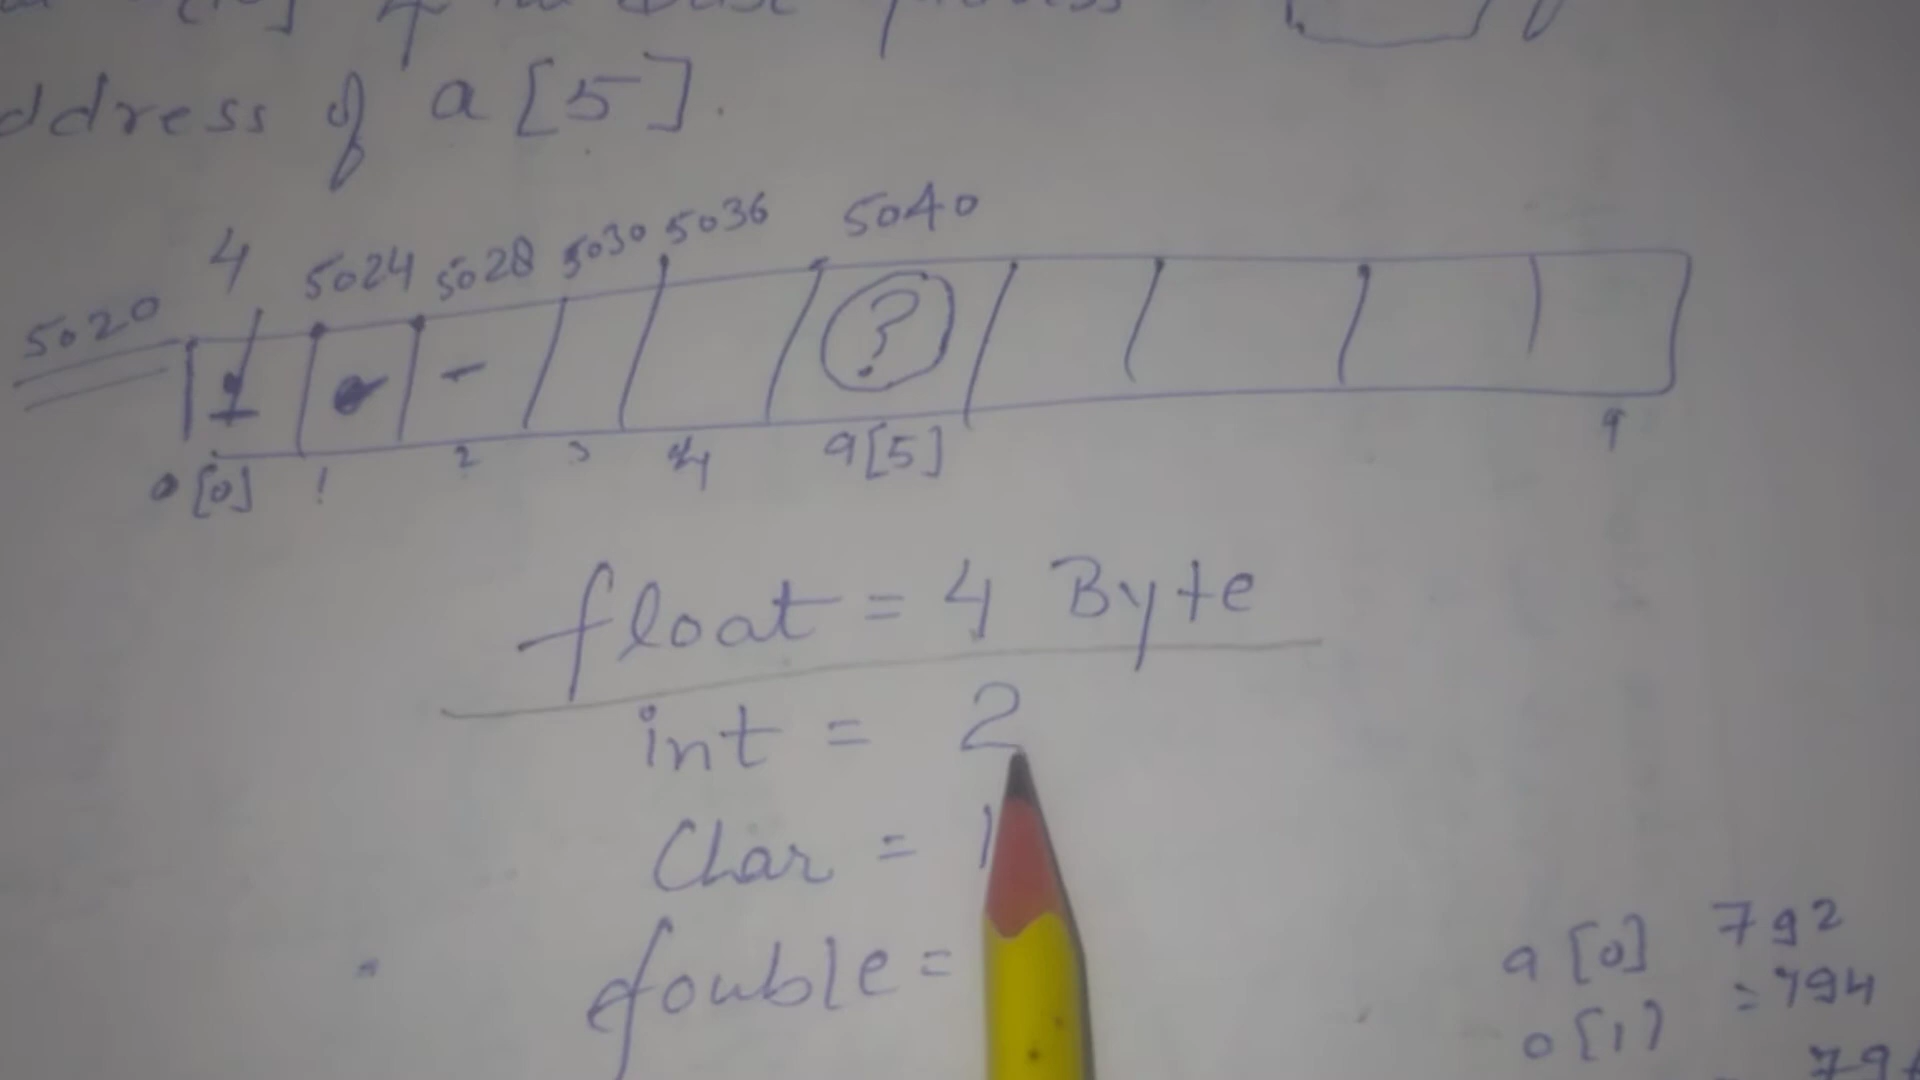 ddress of a [5].
5020 4 5024 5028 5030 5036 5040
?
a[0] 1 2 3 4 a[5] 9
float = 4 Byte
int = 2
Char = 1
double =
a[0] 792
a[1] = 794